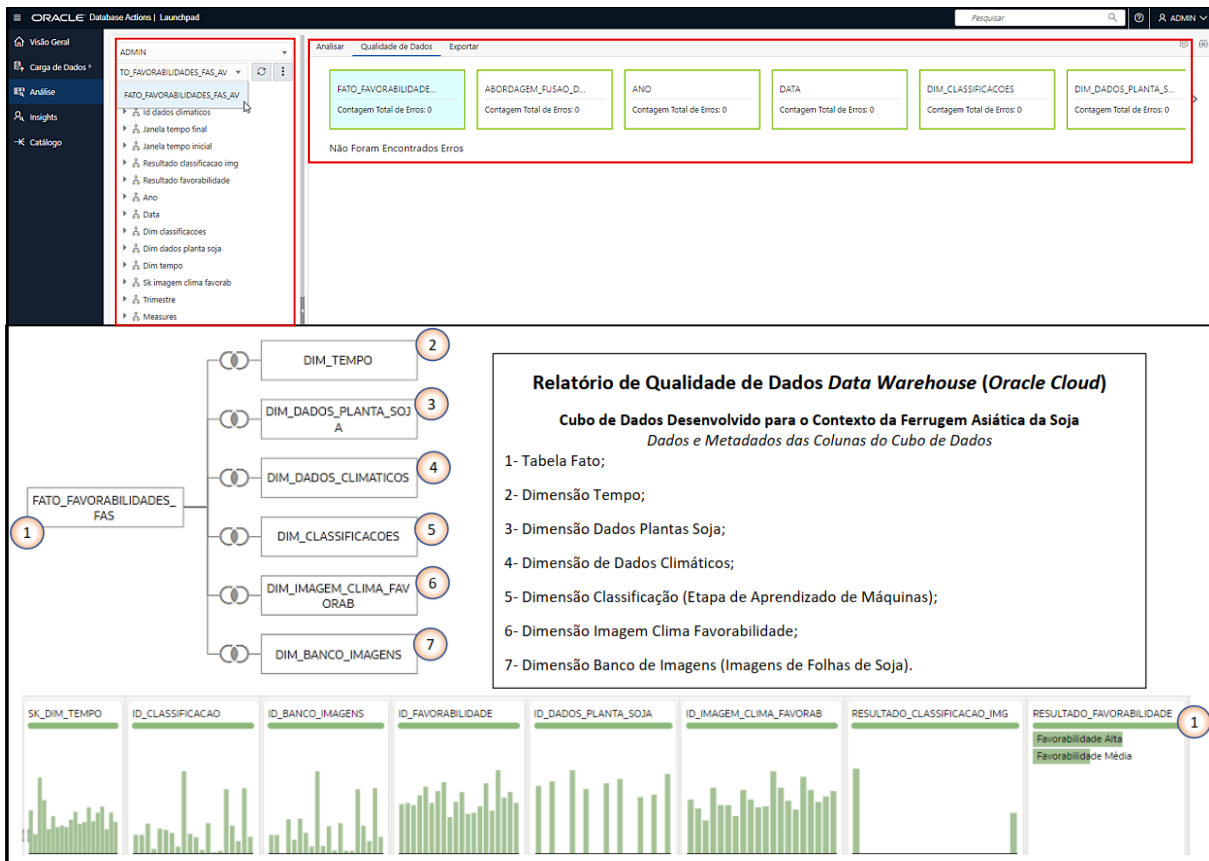 ORACLE Database Actions | Launchpad
Pesquisar
ADMIN
Visão Geral
Carga de Dados
Análise
Insights
Catálogo
ADMIN
TO_FAVORABILIDADES_FAS_AV
FATO_FAVORABILIDADES_FAS_AV
Id dados climaticos
Janela tempo final
Janela tempo inicial
Resultado classificacao img
Resultado favorabilidade
Ano
Data
Dim classificacoes
Dim dados planta soja
Dim tempo
Sk imagem clima favorab
Trimestre
Measures
Analisar Qualidade de Dados Exportar
FATO_FAVORABILIDADE...
Contagem Total de Erros: 0
ABORDAGEM_FUSAO_D...
Contagem Total de Erros: 0
ANO
Contagem Total de Erros: 0
DATA
Contagem Total de Erros: 0
DIM_CLASSIFICACOES
Contagem Total de Erros: 0
DIM_DADOS_PLANTA_S...
Contagem Total de Erros: 0
Não Foram Encontrados Erros
FATO_FAVORABILIDADES_
FAS
1
DIM_TEMPO
2
DIM_DADOS_PLANTA_SOJ
A
3
DIM_DADOS_CLIMATICOS
4
DIM_CLASSIFICACOES
5
DIM_IMAGEM_CLIMA_FAV
ORAB
6
DIM_BANCO_IMAGENS
7
Relatório de Qualidade de Dados Data Warehouse (Oracle Cloud)
Cubo de Dados Desenvolvido para o Contexto da Ferrugem Asiática da Soja
Dados e Metadados das Colunas do Cubo de Dados
1- Tabela Fato;
2- Dimensão Tempo;
3- Dimensão Dados Plantas Soja;
4- Dimensão de Dados Climáticos;
5- Dimensão Classificação (Etapa de Aprendizado de Máquinas);
6- Dimensão Imagem Clima Favorabilidade;
7- Dimensão Banco de Imagens (Imagens de Folhas de Soja).
SK_DIM_TEMPO
ID_CLASSIFICACAO
ID_BANCO_IMAGENS
ID_FAVORABILIDADE
ID_DADOS_PLANTA_SOJA
ID_IMAGEM_CLIMA_FAVORAB
RESULTADO_CLASSIFICACAO_IMG
RESULTADO_FAVORABILIDADE
1
Favorabilidade Alta
Favorabilidade Média